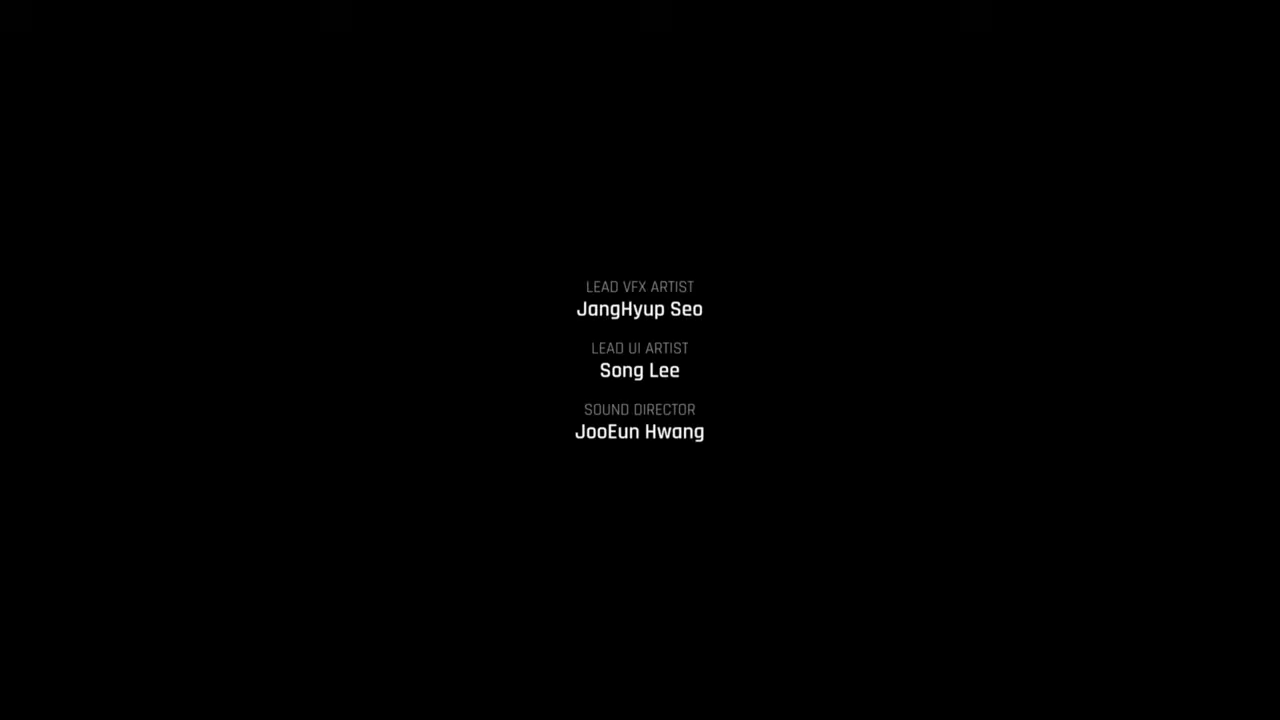 LEAD VFX ARTIST
JangHyup Seo
LEAD UI ARTIST
Song Lee
SOUND DIRECTOR
JooEun Hwang